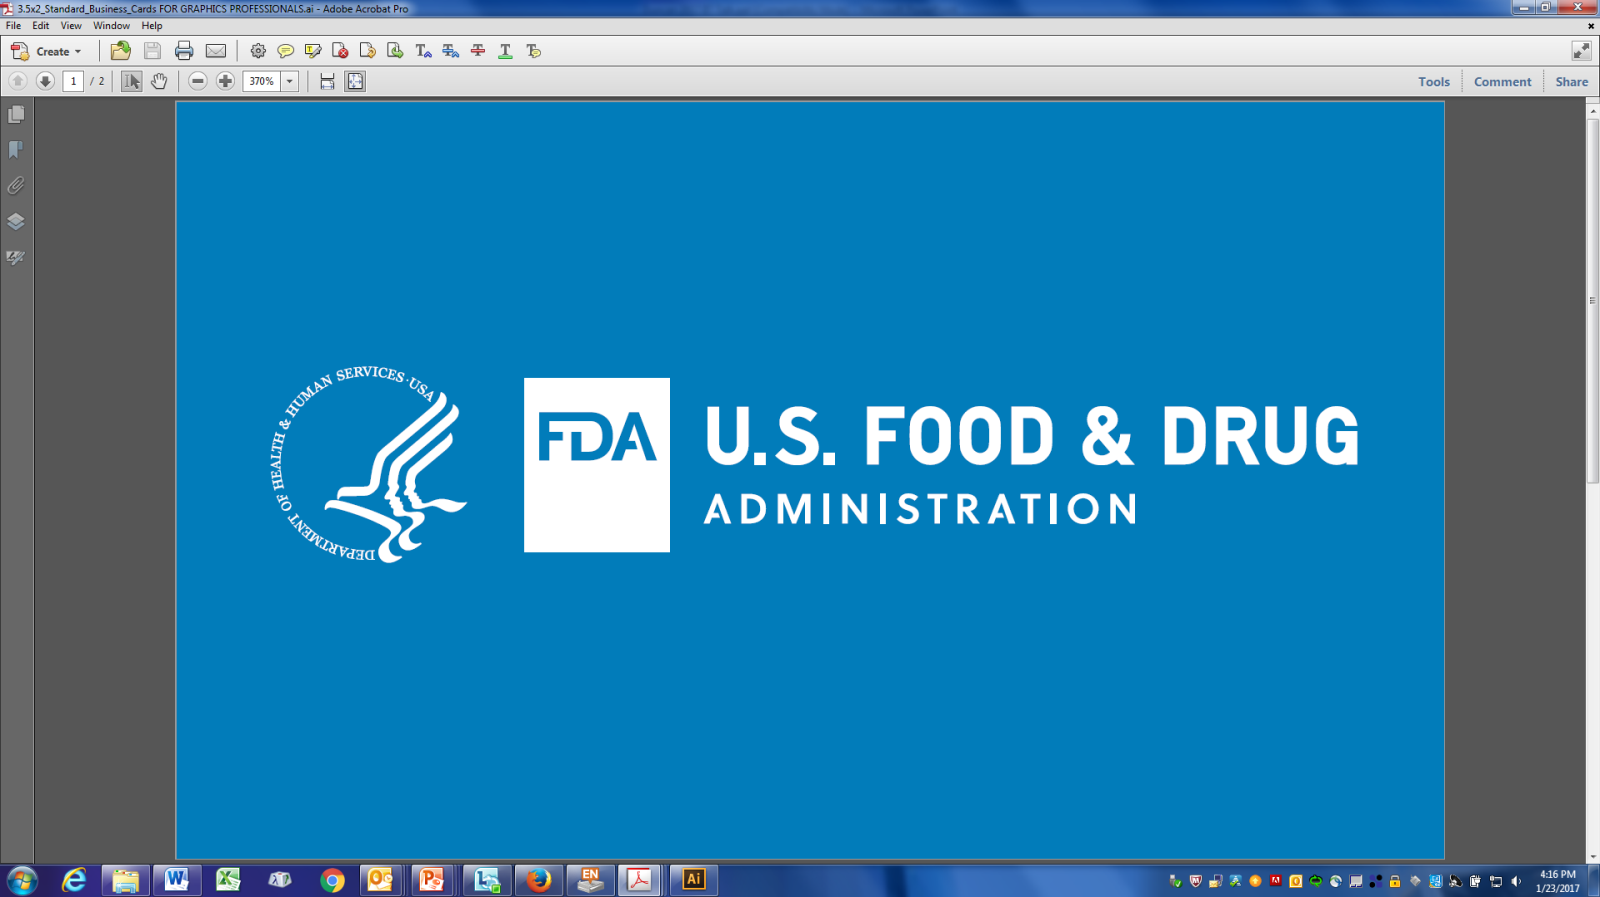 3.5x2_Standard_Business_Cards FOR GRAPHICS PROFESSIONALS.ai - Adobe Acrobat Pro
File Edit View Window Help
Create
1 / 2 370% Tools Comment Share
DEPARTMENT OF HEALTH & HUMAN SERVICES · USA
FDA
U.S. FOOD & DRUG
ADMINISTRATION
EN
Ai
4:16 PM
1/23/2017